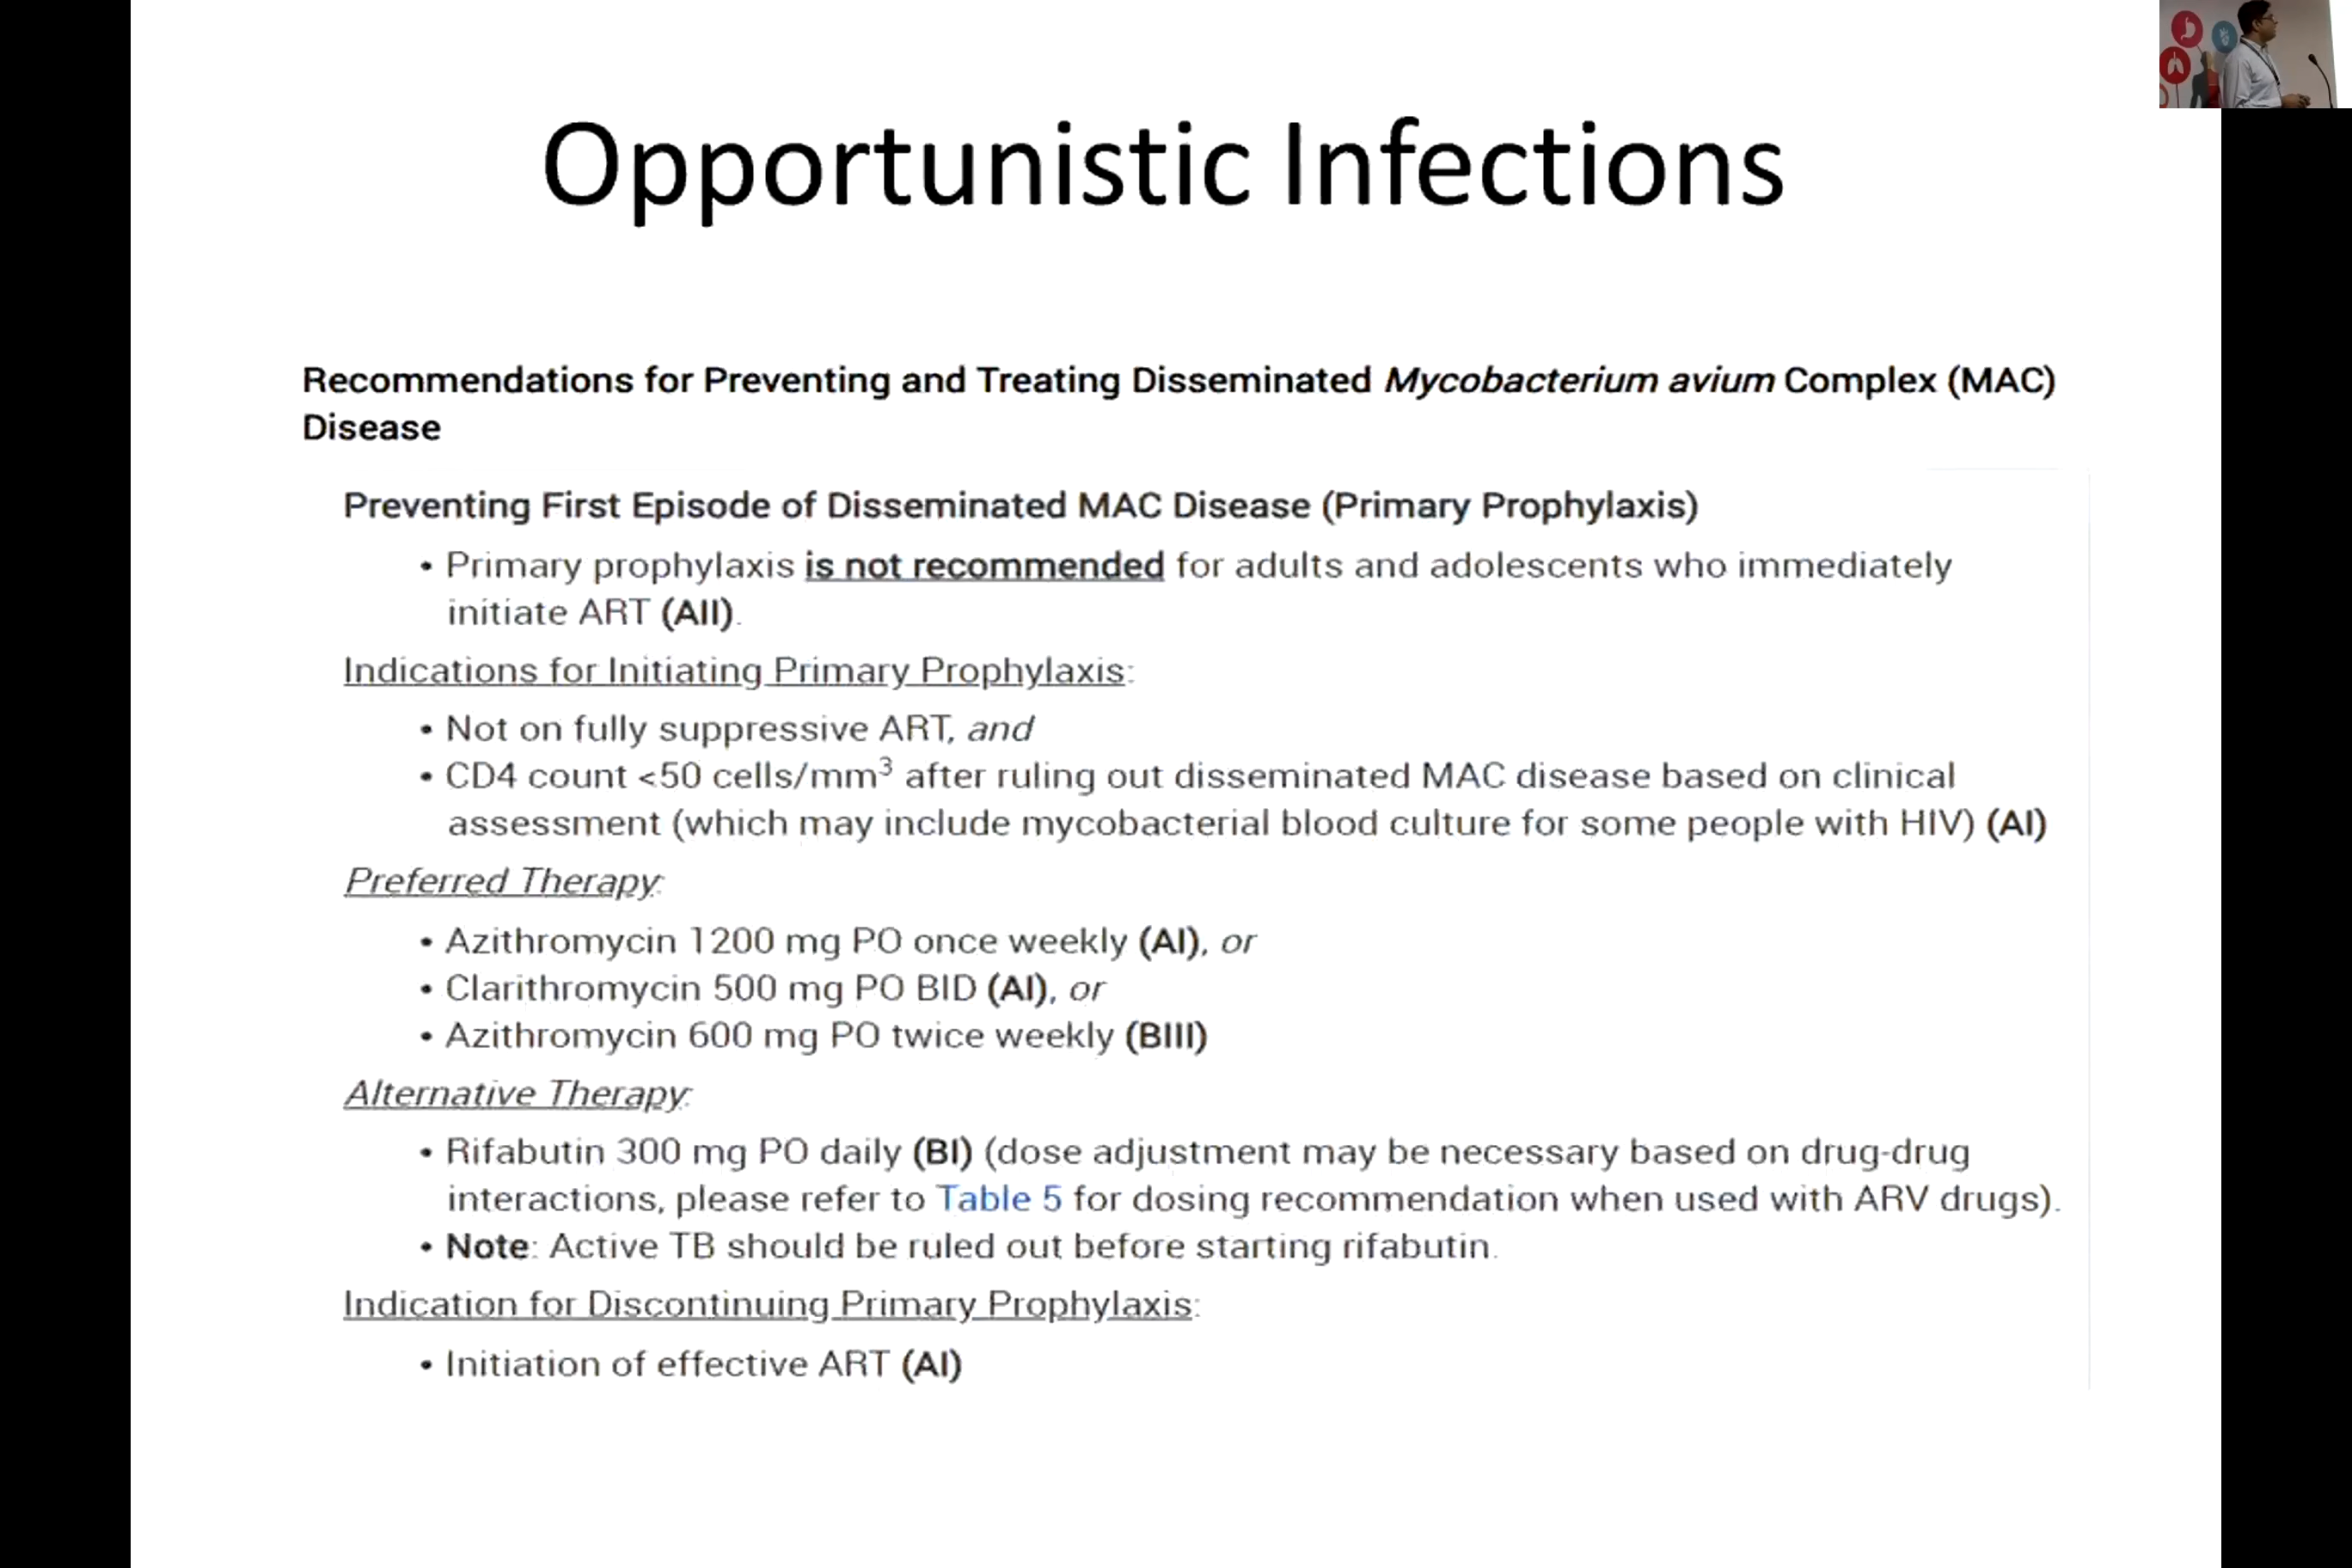 Opportunistic Infections
Recommendations for Preventing and Treating Disseminated Mycobacterium avium Complex (MAC)
Disease
Preventing First Episode of Disseminated MAC Disease (Primary Prophylaxis)
• Primary prophylaxis is not recommended for adults and adolescents who immediately
initiate ART (AII).
Indications for Initiating Primary Prophylaxis:
• Not on fully suppressive ART, and
• CD4 count <50 cells/mm³ after ruling out disseminated MAC disease based on clinical
assessment (which may include mycobacterial blood culture for some people with HIV) (AI)
Preferred Therapy:
• Azithromycin 1200 mg PO once weekly (AI), or
• Clarithromycin 500 mg PO BID (AI), or
• Azithromycin 600 mg PO twice weekly (BIII)
Alternative Therapy:
• Rifabutin 300 mg PO daily (BI) (dose adjustment may be necessary based on drug-drug
interactions, please refer to Table 5 for dosing recommendation when used with ARV drugs).
• Note: Active TB should be ruled out before starting rifabutin.
Indication for Discontinuing Primary Prophylaxis:
• Initiation of effective ART (AI)